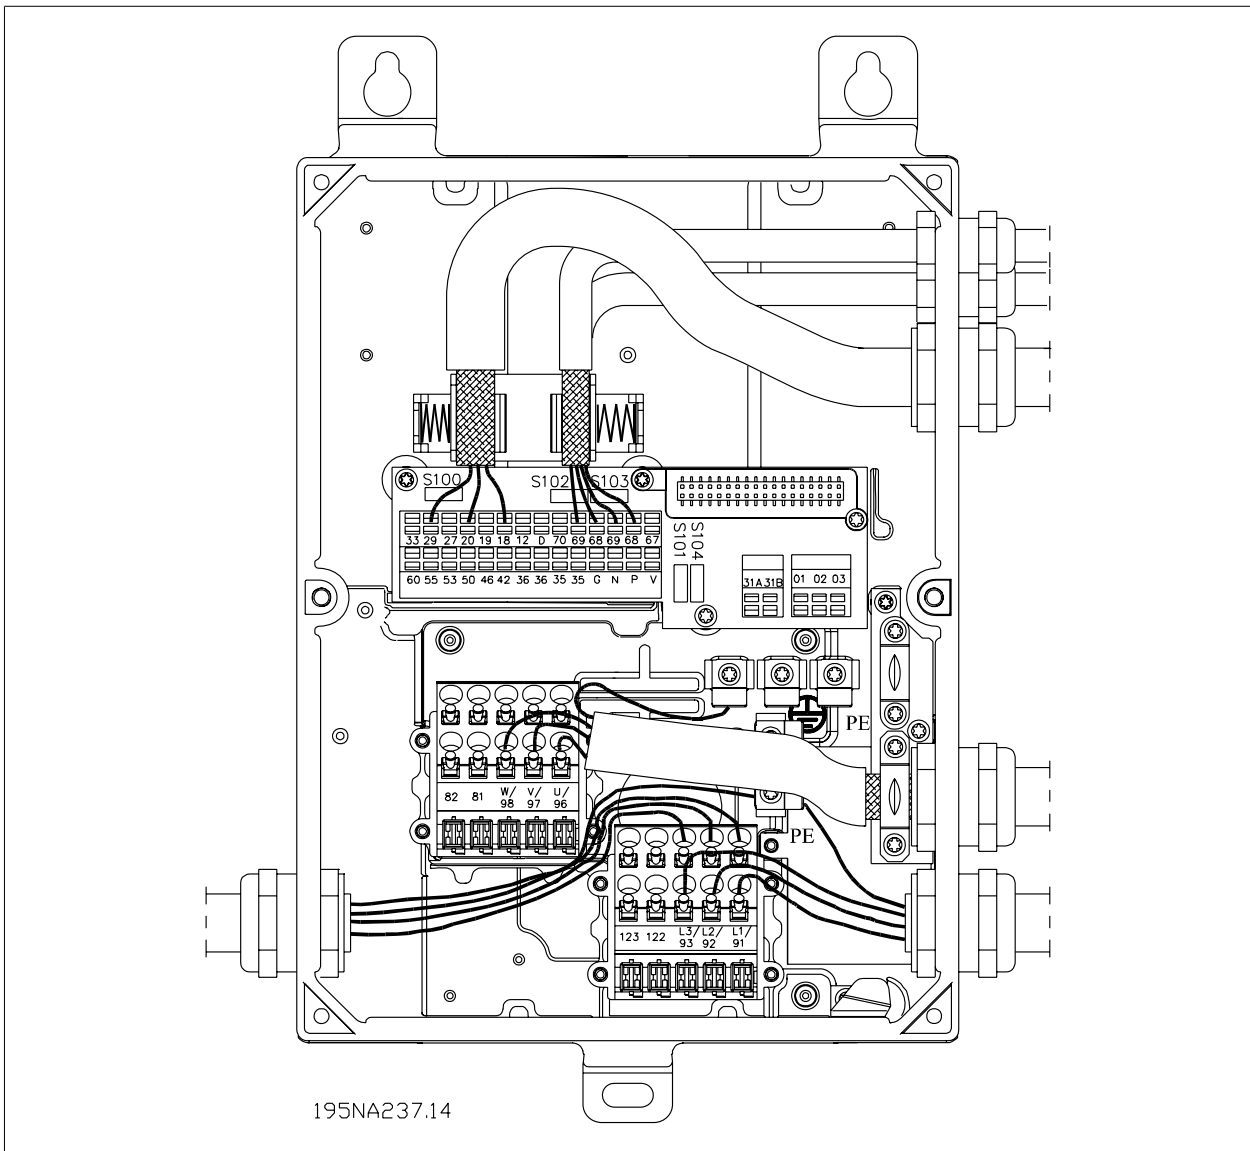 S100 S102 S103
33 29 27 20 19 18 12 D 70 69 68 69 68 67
60 55 53 50 46 42 36 36 35 35 G N P V
S101 S104
31A 31B 01 02 03
PE
82 81 W/98 V/97 U/96
PE
123 122 L3/93 L2/92 L1/91
195NA237.14